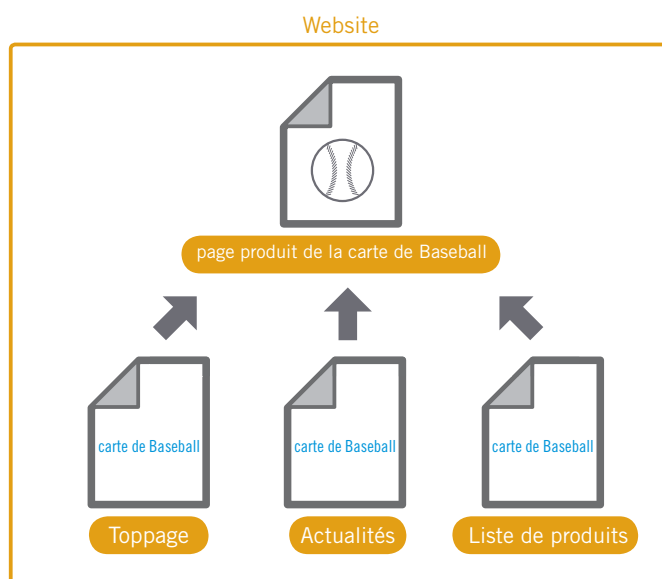 Website
page produit de la carte de Baseball
carte de Baseball
carte de Baseball
carte de Baseball
Toppage
Actualités
Liste de produits